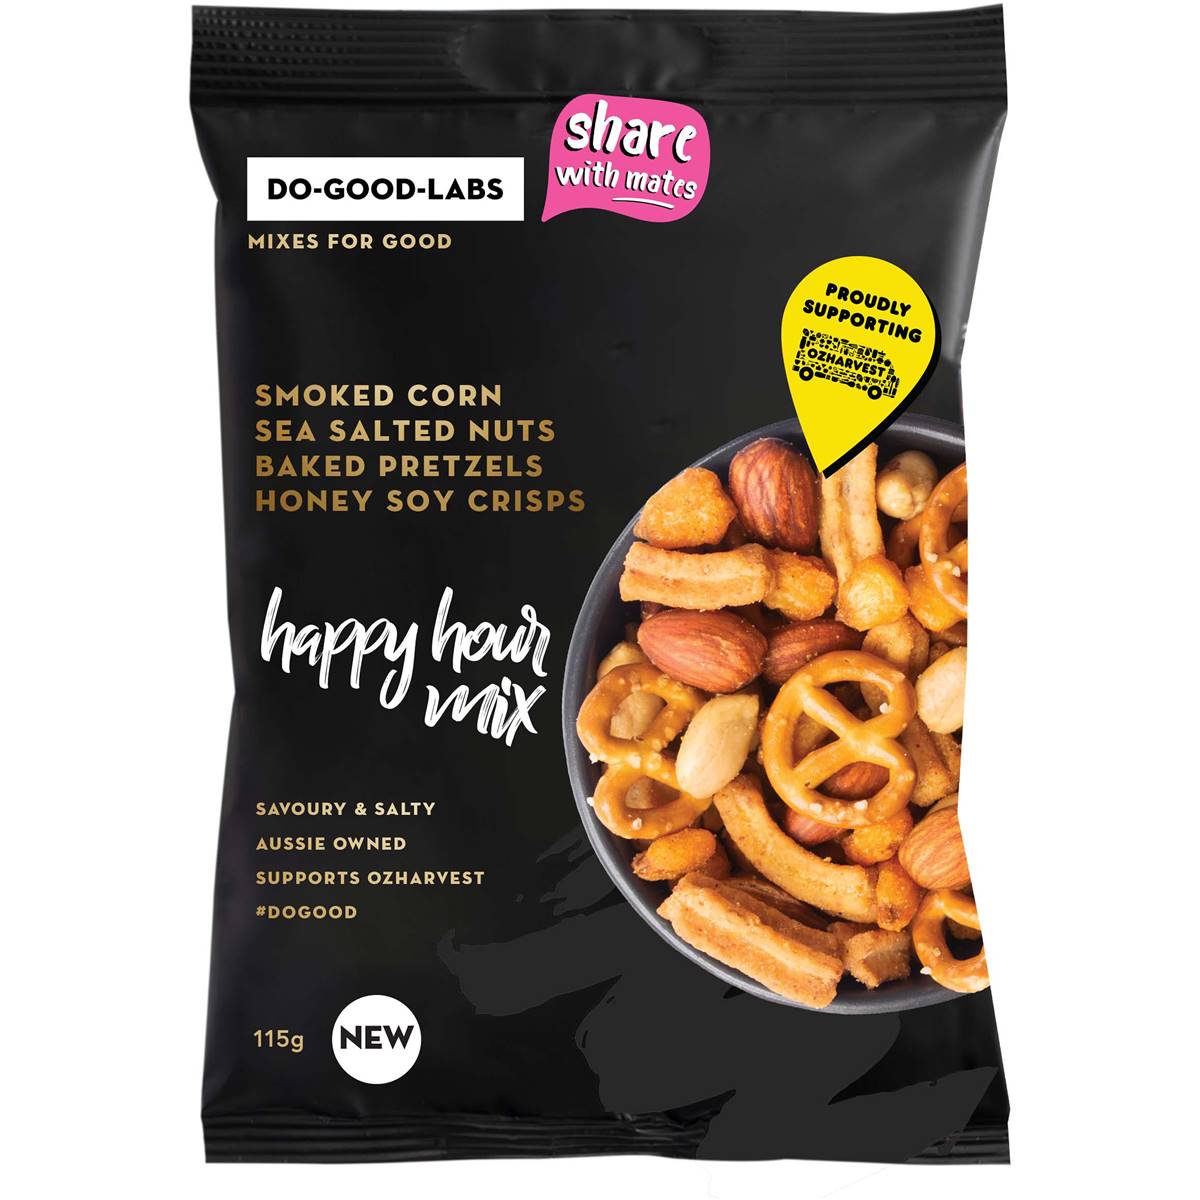 share
with mates
DO-GOOD-LABS
MIXES FOR GOOD
PROUDLY
SUPPORTING
OZHARVEST
SMOKED CORN
SEA SALTED NUTS
BAKED PRETZELS
HONEY SOY CRISPS
happy hour
mix
SAVOURY & SALTY
AUSSIE OWNED
SUPPORTS OZHARVEST
#DOGOOD
115g
NEW